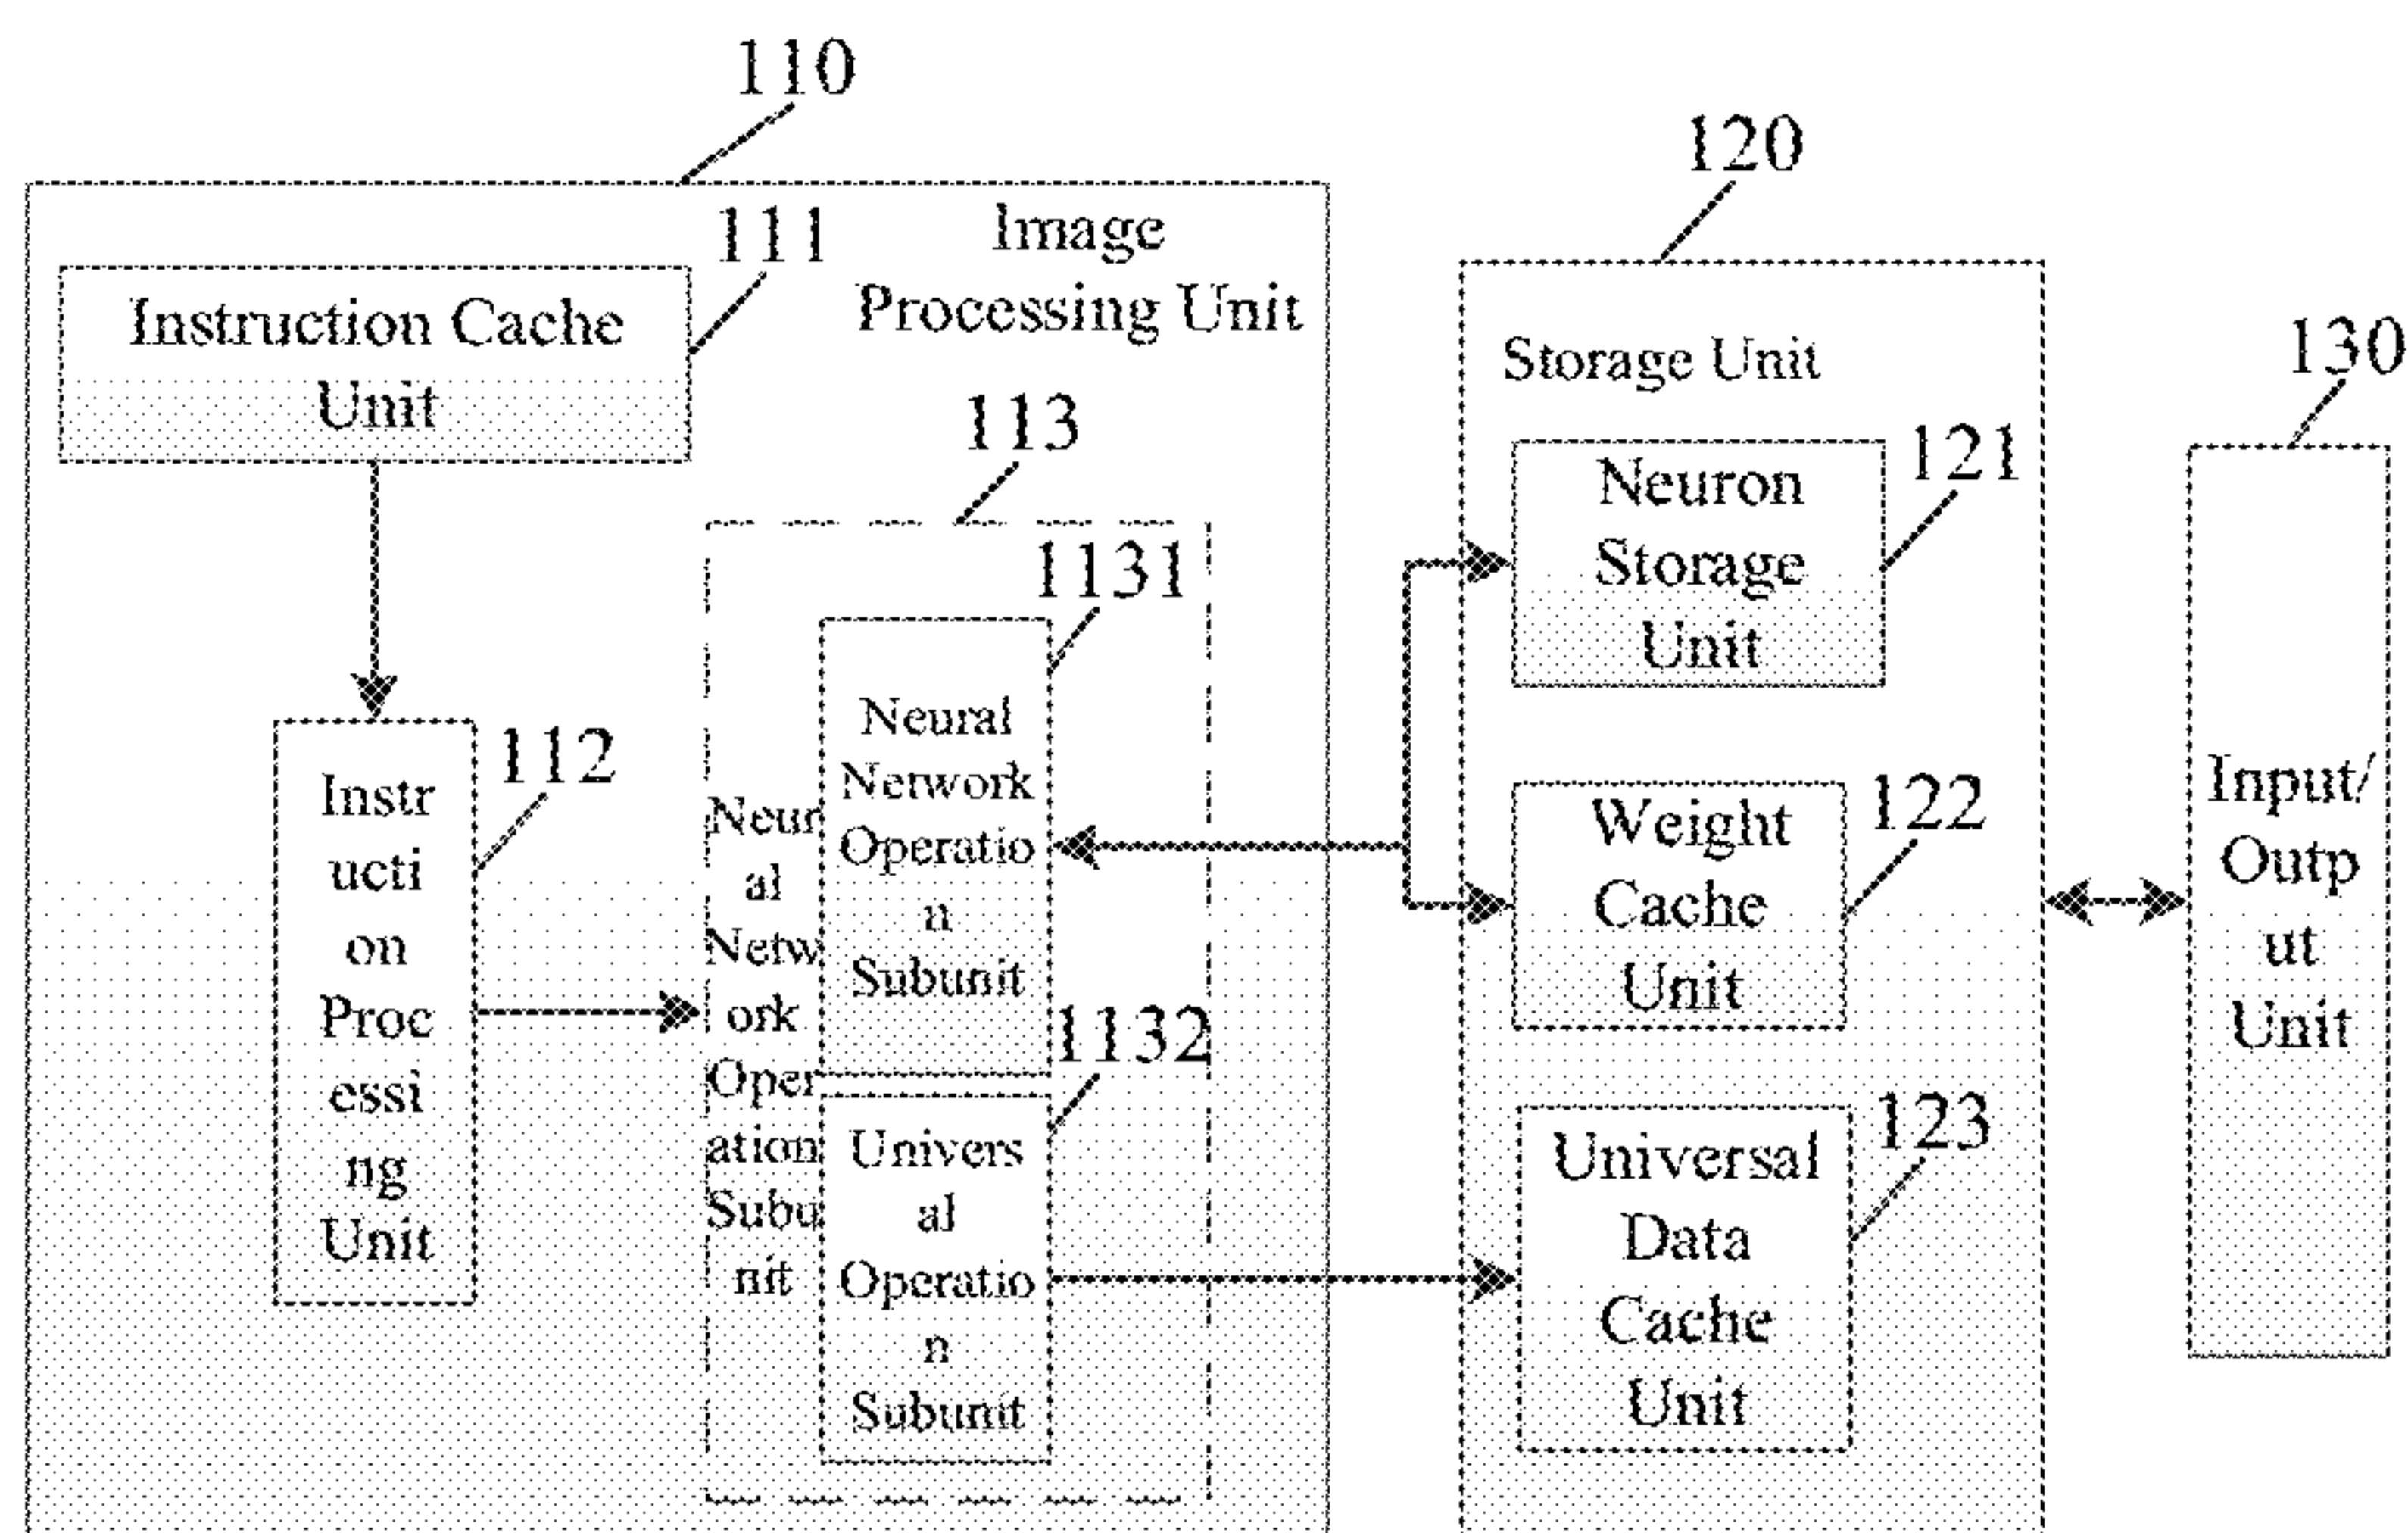 110
120
111
Image
Processing Unit
Instruction Cache
Unit
130
Storage Unit
113
121
Neuron
Storage
Unit
1131
112
Instr
ucti
on
Proc
essi
ng
Unit
Neur
al
Netw
ork
Oper
ation
Subu
nit
Neural
Network
Operatio
n
Subunit
1132
Univers
al
Operatio
n
Subunit
122
Weight
Cache
Unit
123
Universal
Data
Cache
Unit
Input/
Outp
ut
Unit